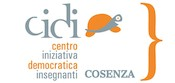 cidi
centro
iniziativa
democratica
insegnanti COSENZA